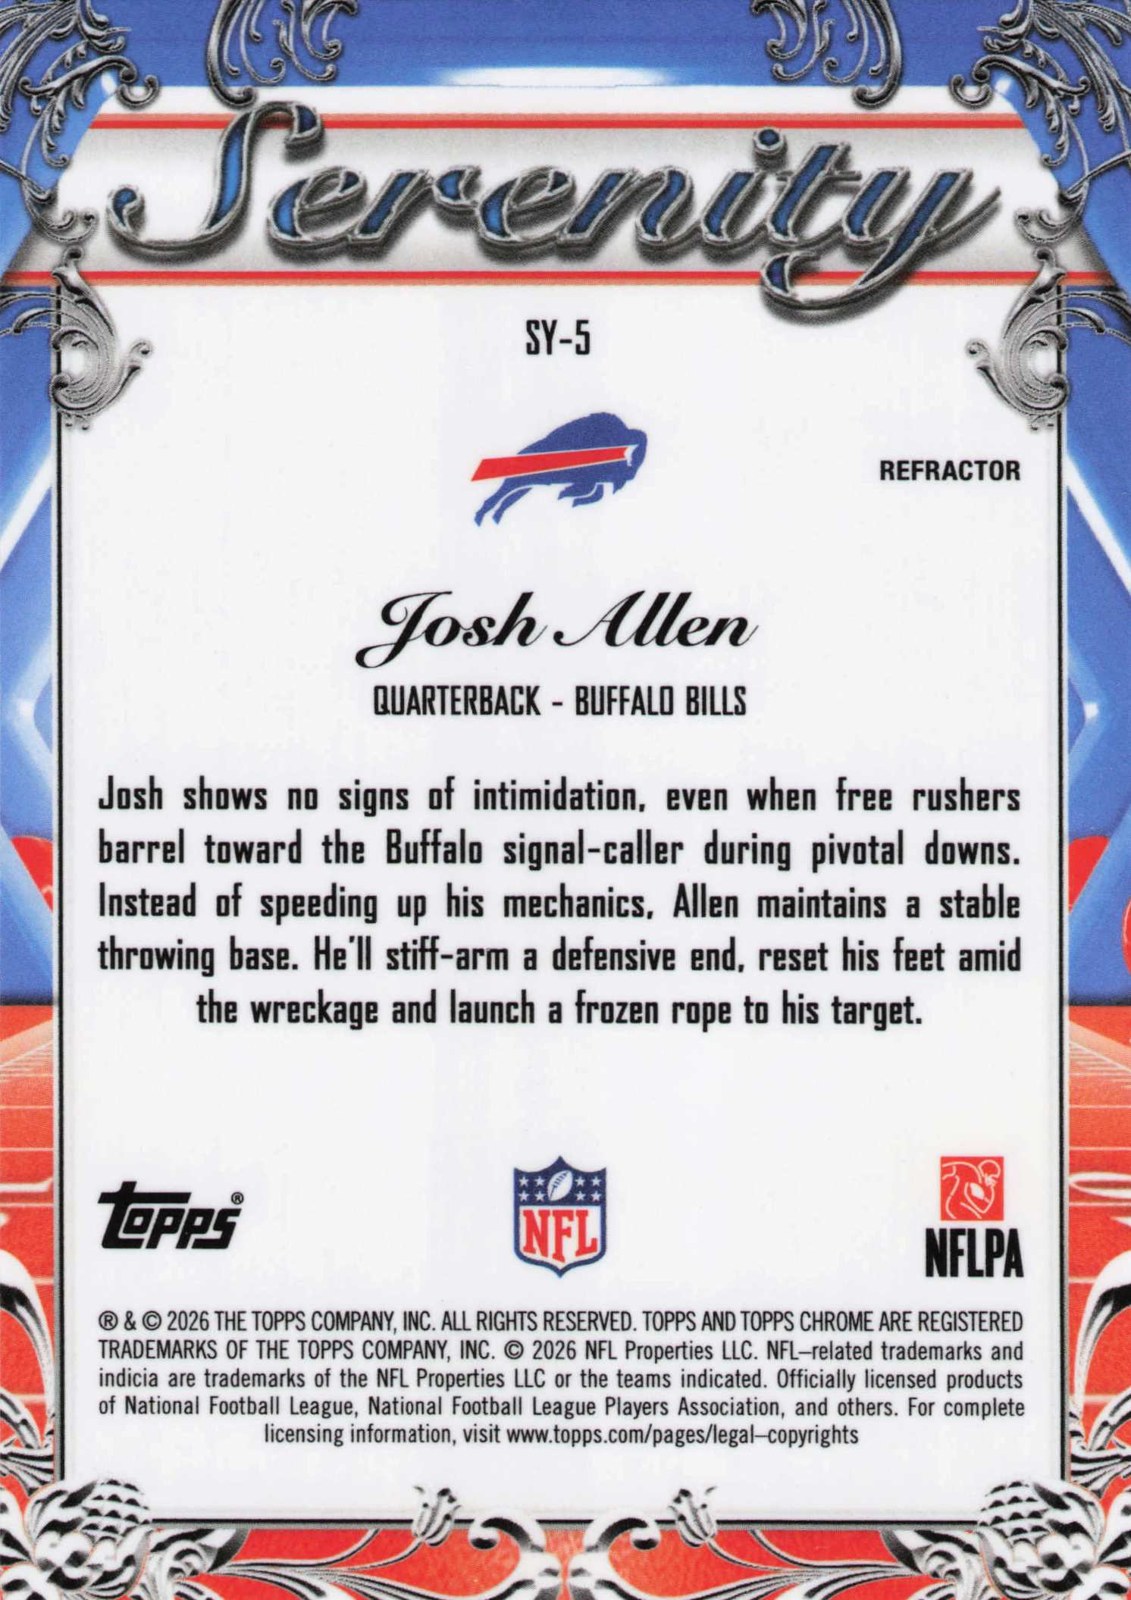 Serenity
SY-5
REFRACTOR
Josh Allen
QUARTERBACK - BUFFALO BILLS
Josh shows no signs of intimidation, even when free rushers
barrel toward the Buffalo signal-caller during pivotal downs.
Instead of speeding up his mechanics, Allen maintains a stable
throwing base. He'll stiff-arm a defensive end, reset his feet amid
the wreckage and launch a frozen rope to his target.
topps®
NFL
NFLPA
® & © 2026 THE TOPPS COMPANY, INC. ALL RIGHTS RESERVED. TOPPS AND TOPPS CHROME ARE REGISTERED
TRADEMARKS OF THE TOPPS COMPANY, INC. © 2026 NFL Properties LLC. NFL–related trademarks and
indicia are trademarks of the NFL Properties LLC or the teams indicated. Officially licensed products
of National Football League, National Football League Players Association, and others. For complete
licensing information, visit www.topps.com/pages/legal–copyrights